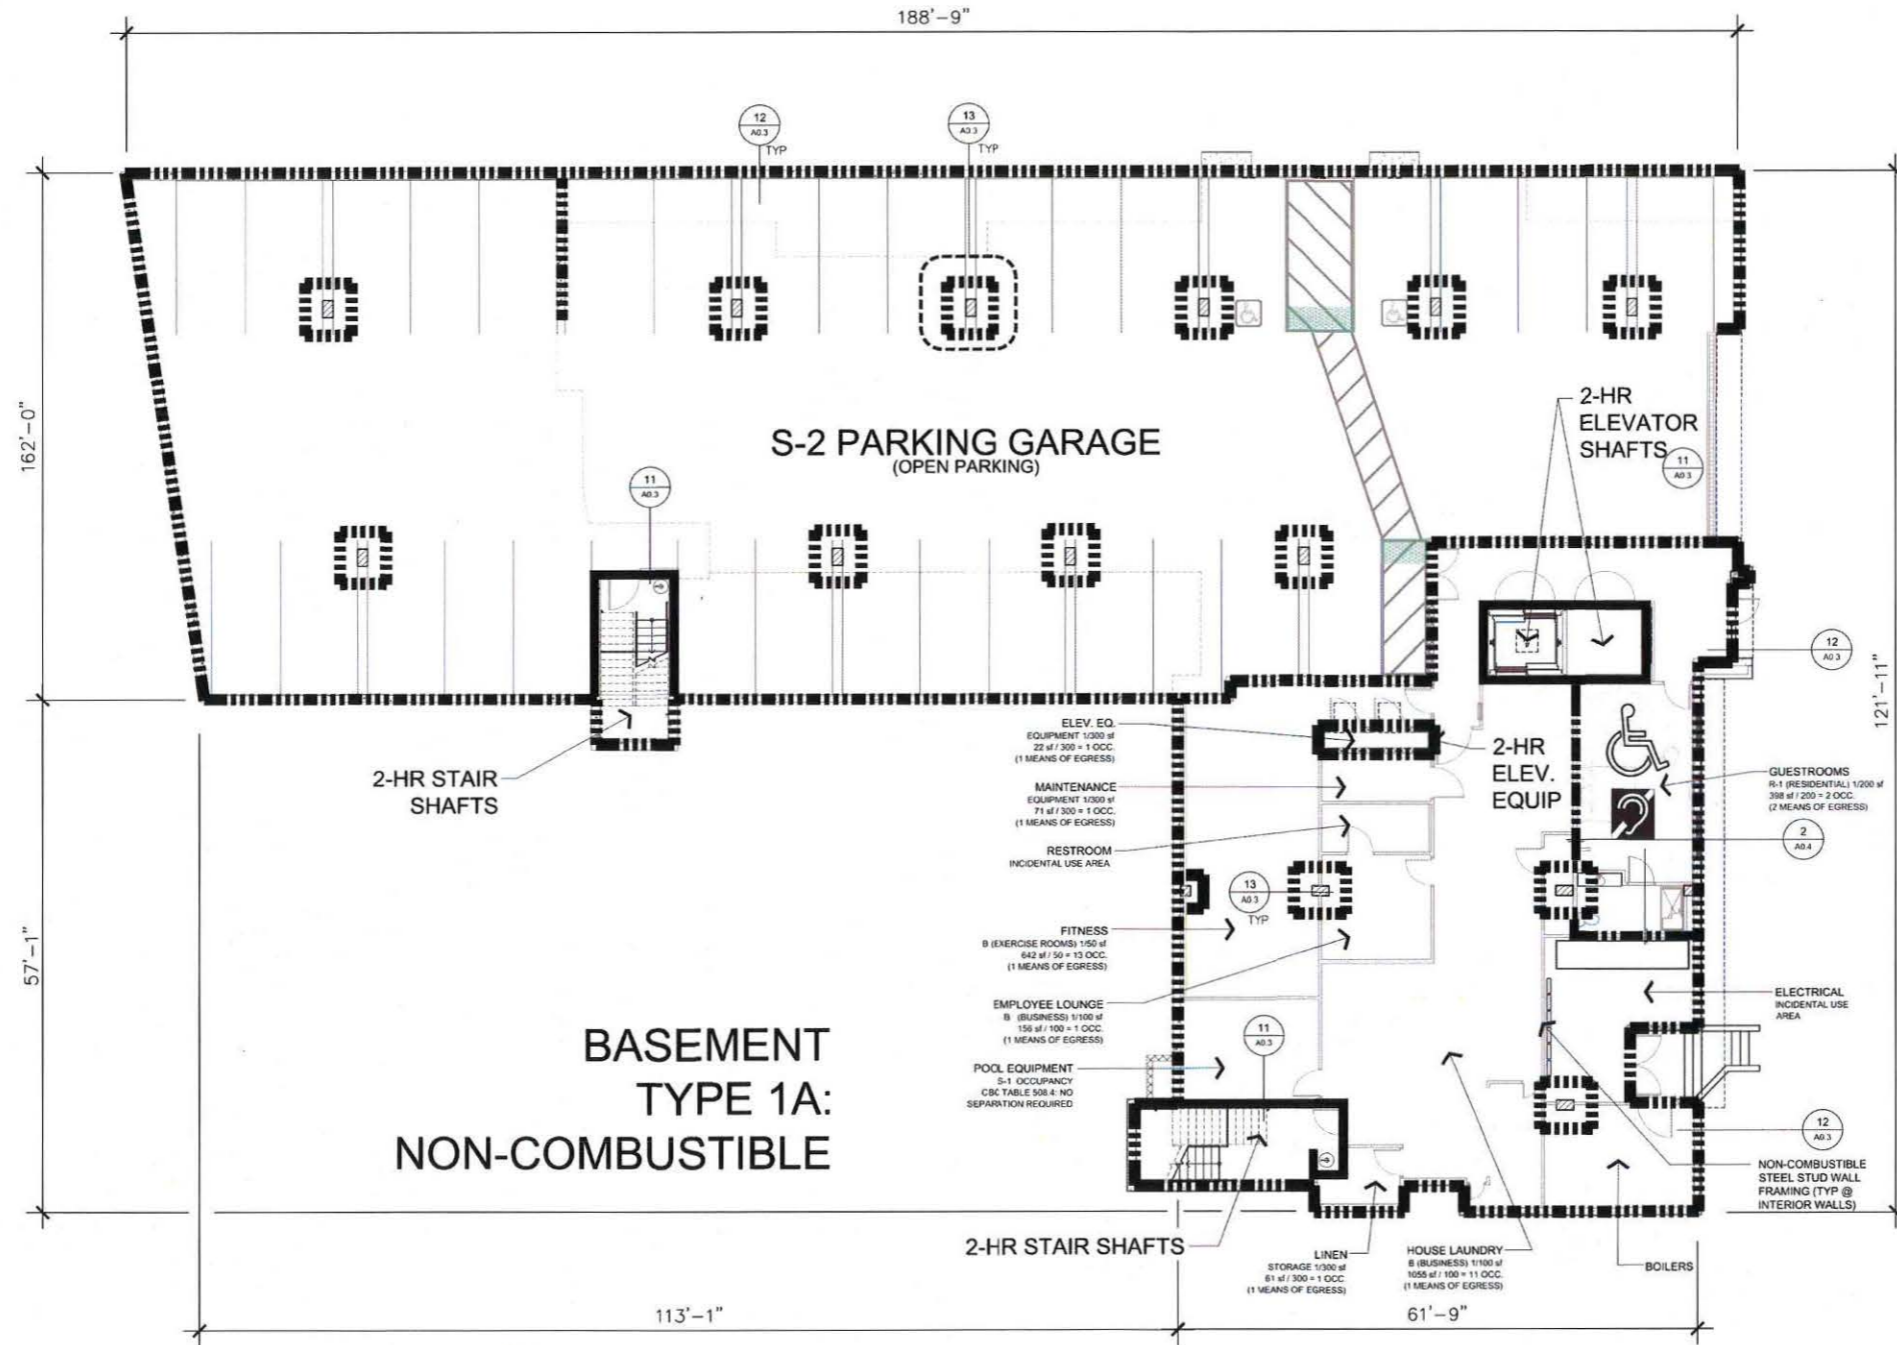 188'-9"
12
A0.3
TYP
13
A0.3
TYP
162'-0"
S-2 PARKING GARAGE
(OPEN PARKING)
2-HR
ELEVATOR
SHAFTS
11
A0.3
11
A0.3
12
A0.3
121'-11"
2-HR STAIR
SHAFTS
ELEV. EQ.
EQUIPMENT 1/300 sf
22 sf / 300 = 1 OCC.
(1 MEANS OF EGRESS)
2-HR
ELEV.
EQUIP
MAINTENANCE
EQUIPMENT 1/300 sf
71 sf / 300 = 1 OCC.
(1 MEANS OF EGRESS)
GUESTROOMS
R-1 (RESIDENTIAL) 1/200 sf
398 sf / 200 = 2 OCC.
(2 MEANS OF EGRESS)
RESTROOM
INCIDENTAL USE AREA
2
A0.4
13
A0.3
TYP
FITNESS
B (EXERCISE ROOMS) 1/50 sf
642 sf / 50 = 13 OCC.
(1 MEANS OF EGRESS)
57'-1"
EMPLOYEE LOUNGE
B (BUSINESS) 1/100 sf
156 sf / 100 = 1 OCC.
(1 MEANS OF EGRESS)
ELECTRICAL
INCIDENTAL USE
AREA
BASEMENT
TYPE 1A:
NON-COMBUSTIBLE
11
A0.3
POOL EQUIPMENT
S-1 OCCUPANCY
CBC TABLE 508.4: NO
SEPARATION REQUIRED
12
A0.3
NON-COMBUSTIBLE
STEEL STUD WALL
FRAMING (TYP @
INTERIOR WALLS)
2-HR STAIR SHAFTS
LINEN
STORAGE 1/300 sf
61 sf / 300 = 1 OCC.
(1 MEANS OF EGRESS)
HOUSE LAUNDRY
B (BUSINESS) 1/100 sf
1055 sf / 100 = 11 OCC.
(1 MEANS OF EGRESS)
BOILERS
113'-1"
61'-9"